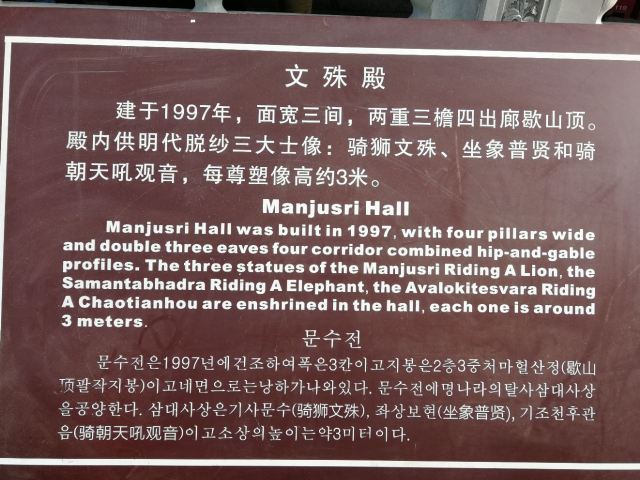 文殊殿
建于1997年，面宽三间，两重三檐四出廊歇山顶。
殿内供明代脱纱三大士像：骑狮文殊、坐象普贤和骑
朝天吼观音，每尊塑像高约3米。
Manjusri Hall
Manjusri Hall was built in 1997, with four pillars wide
and double three eaves four corridor combined hip-and-gable
profiles. The three statues of the Manjusri Riding A Lion, the
Samantabhadra Riding A Elephant, the Avalokitesvara Riding
A Chaotianhou are enshrined in the hall, each one is around
3 meters.
문수전
문수전은1997년에건조하여폭은3칸이고지봉은2층3중처마헐산정(歇山
顶괄작지붕)이고네면으로는낭하가나와있다. 문수전에명나라의탈사삼대사상
을공양한다. 삼대사상은기사문수(骑狮文殊), 좌상보현(坐象普贤), 기조천후관
음(骑朝天吼观音)이고소상의높이는약3미터이다.